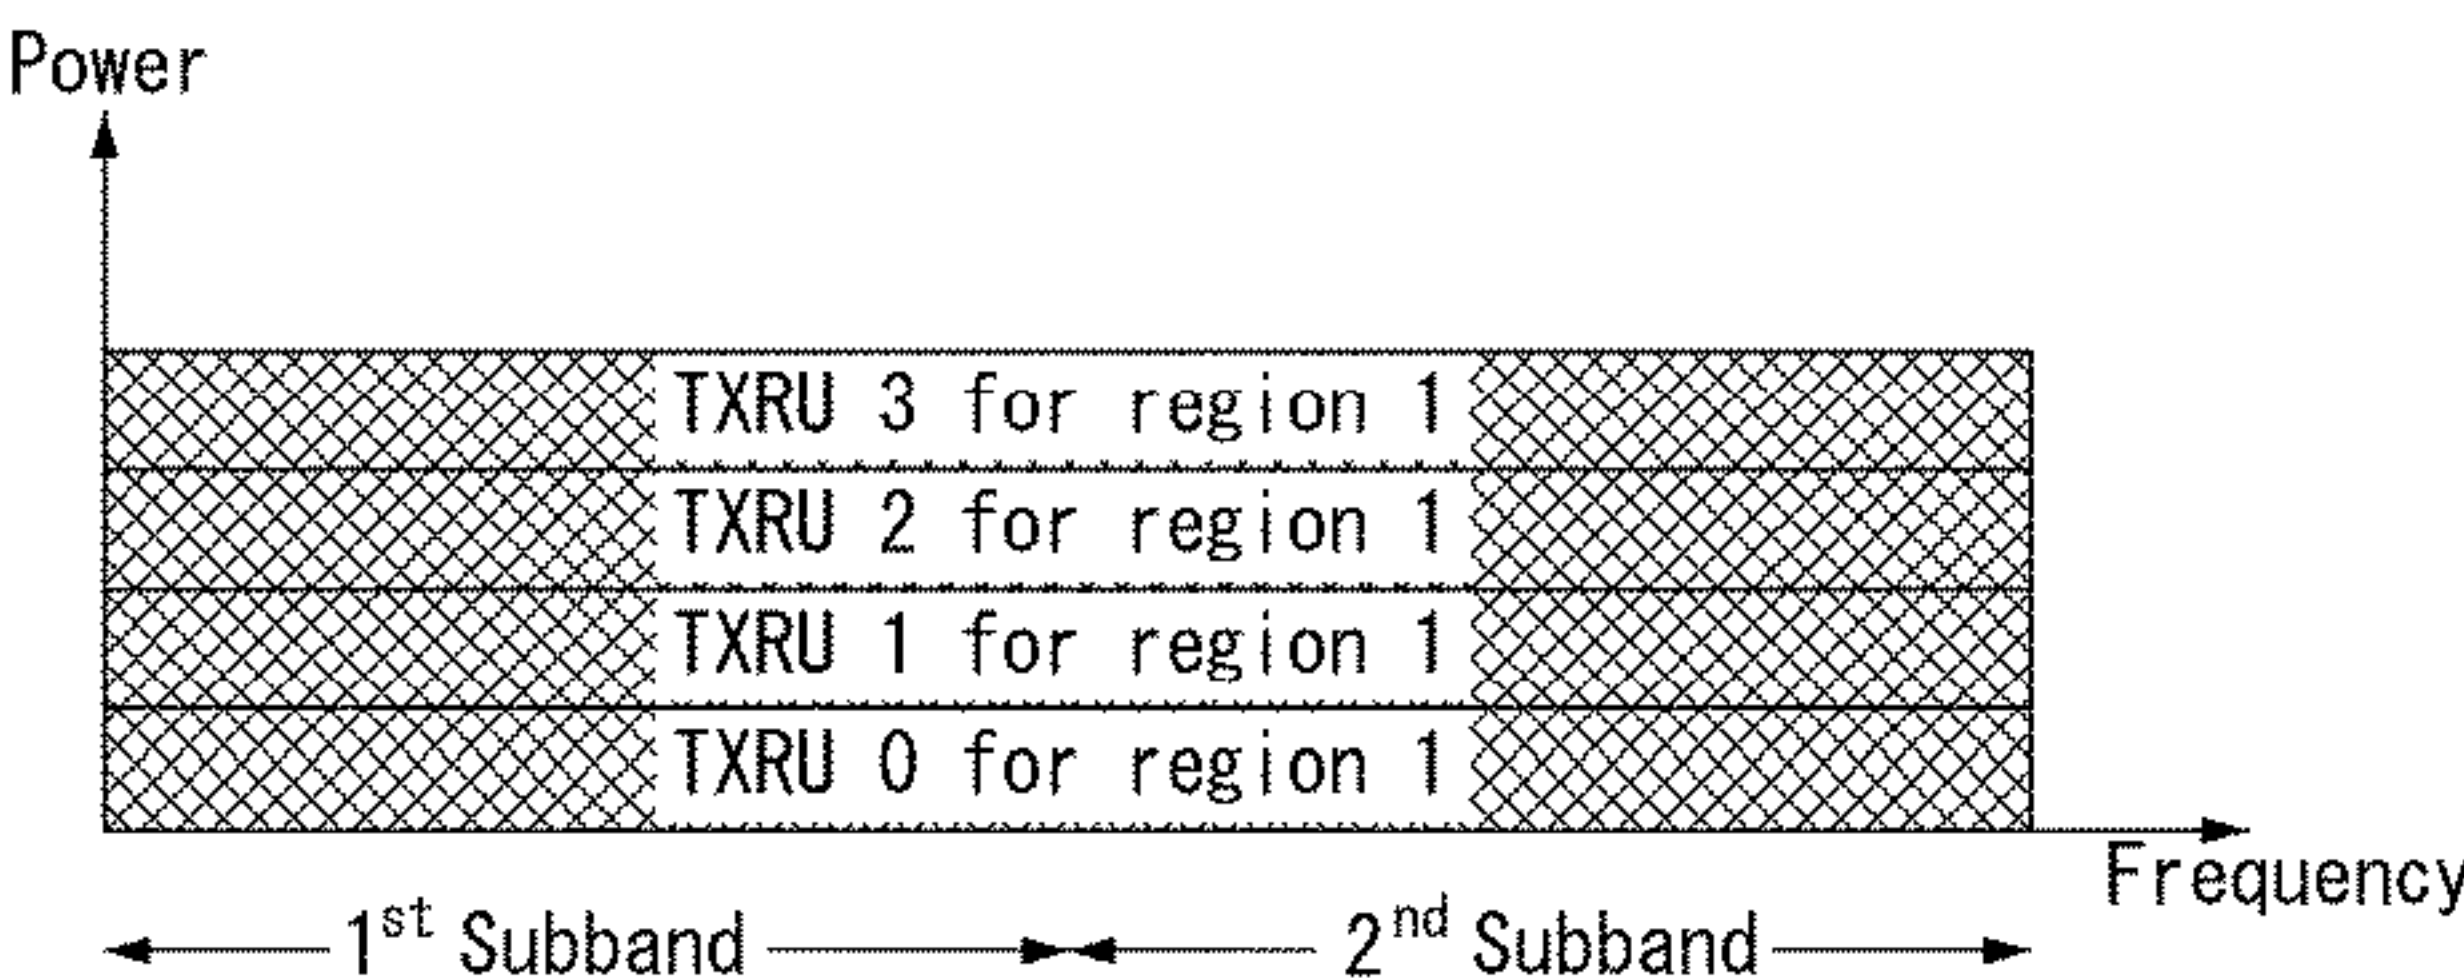 Power
TXRU 3 for region 1
TXRU 2 for region 1
TXRU 1 for region 1
TXRU 0 for region 1
Frequency
1st Subband
2nd Subband